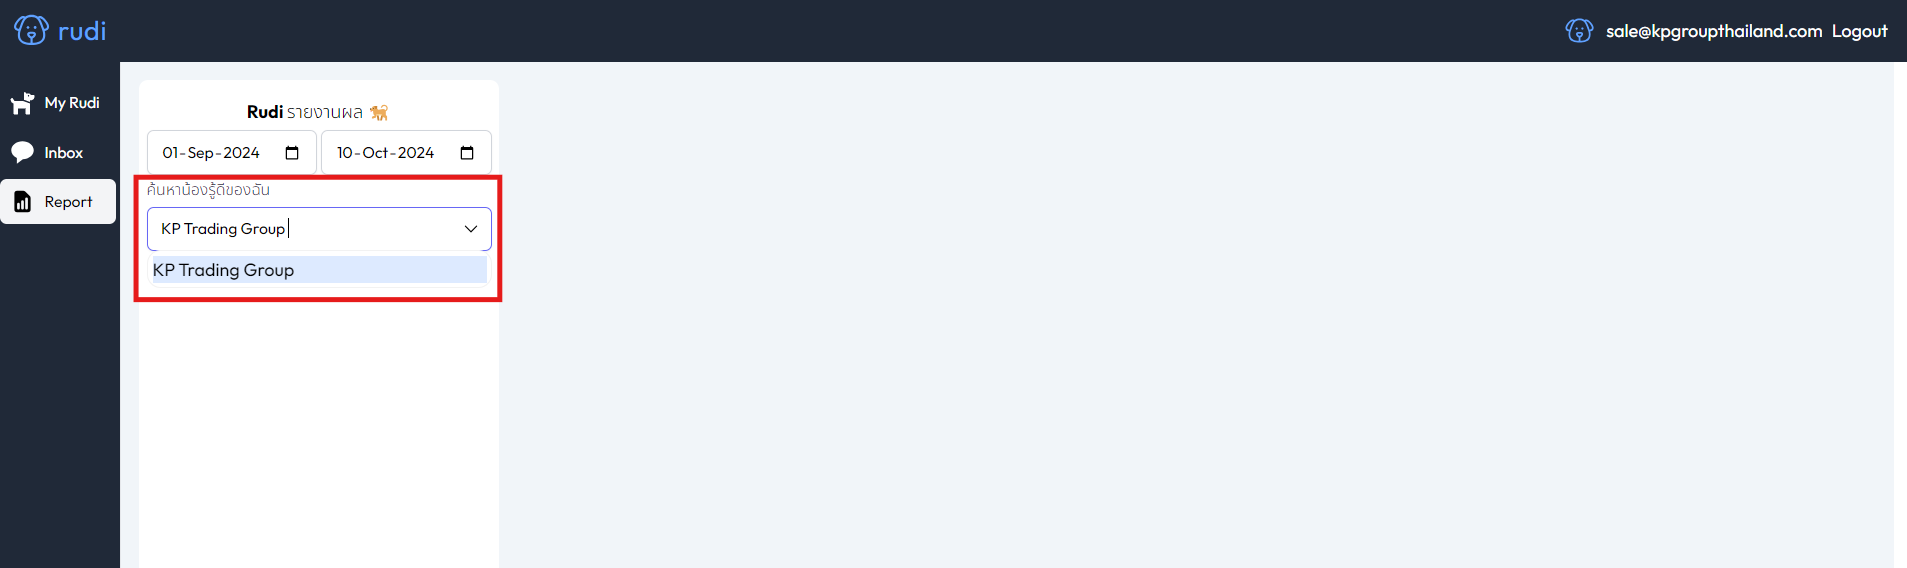 rudi
sale@kpgroupthailand.com Logout
My Rudi
Inbox
Report
Rudi รายงานผล
01-Sep-2024 10-Oct-2024
ค้นหาน้องรู้ดีของฉัน
KP Trading Group
KP Trading Group